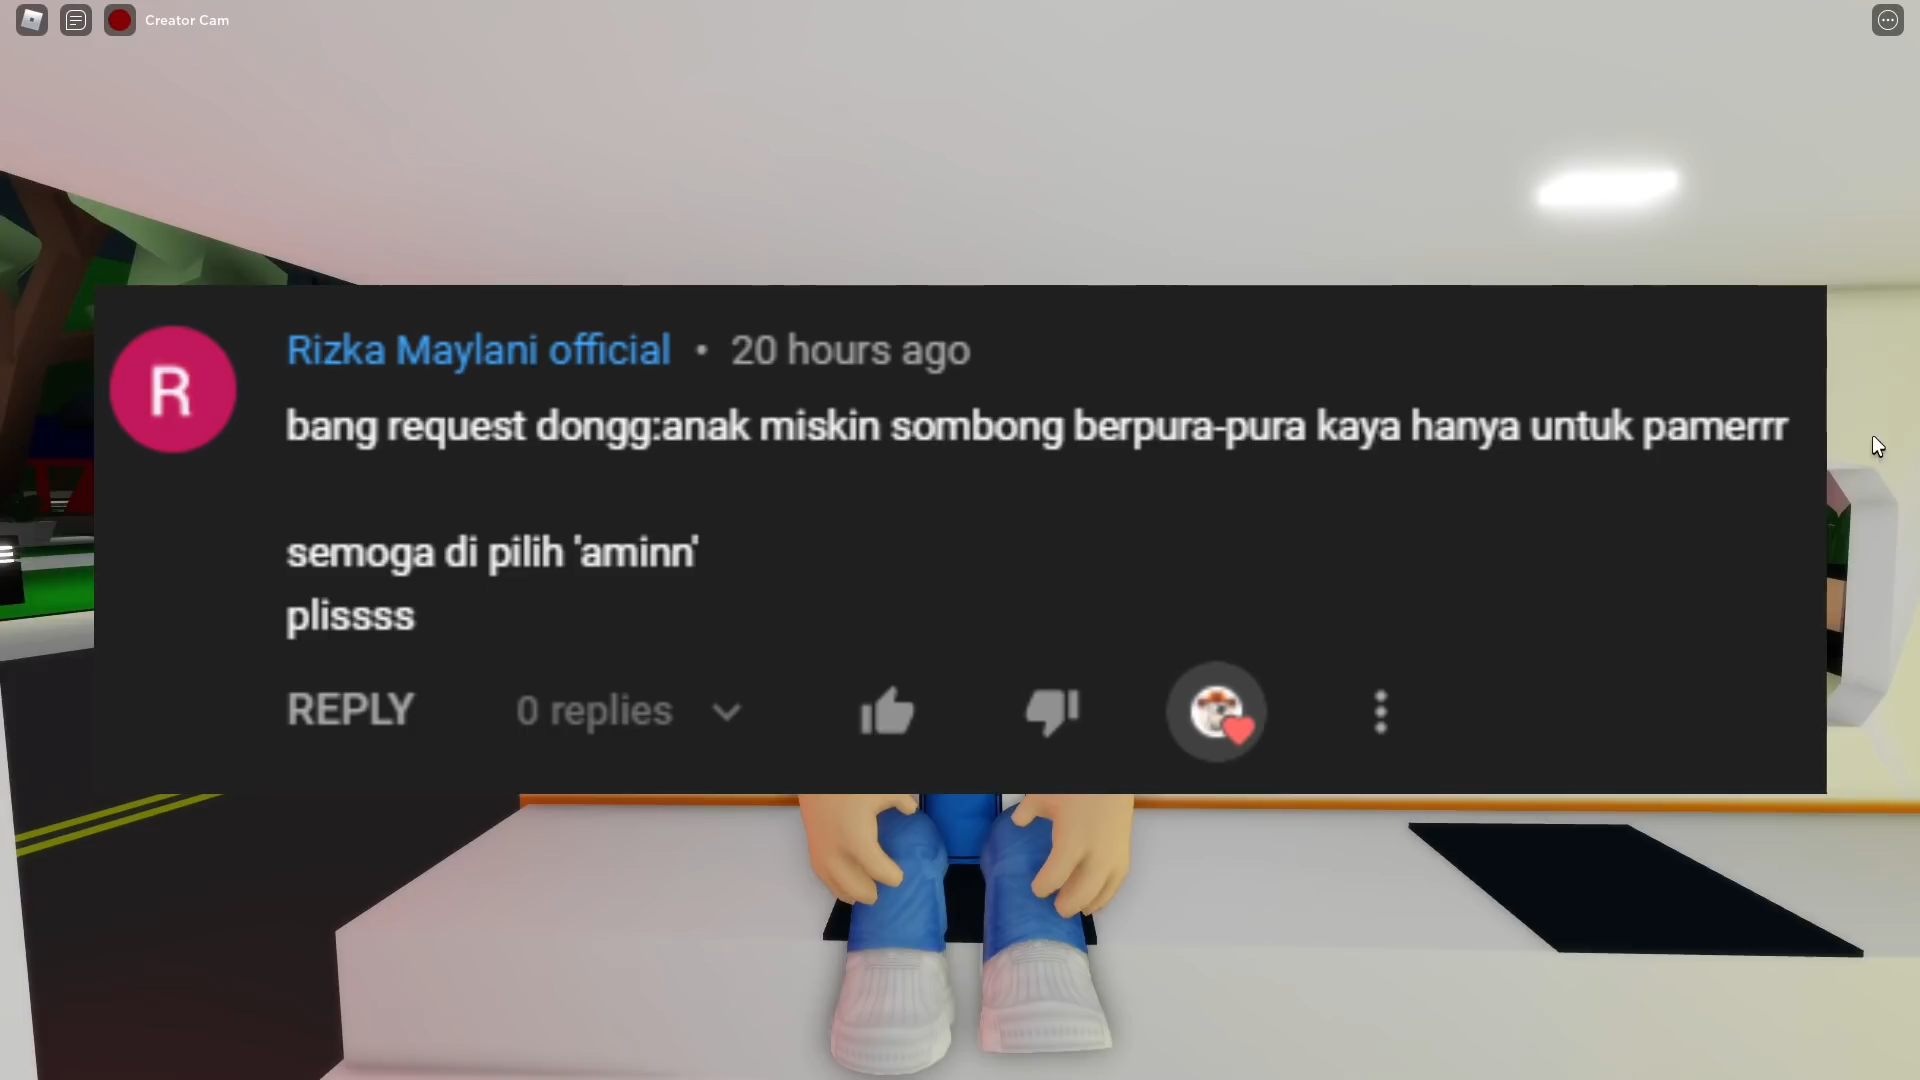 Creator Cam
R
Rizka Maylani official • 20 hours ago
bang request dongg:anak miskin sombong berpura-pura kaya hanya untuk pamerrr
semoga di pilih 'aminn'
plissss
REPLY 0 replies